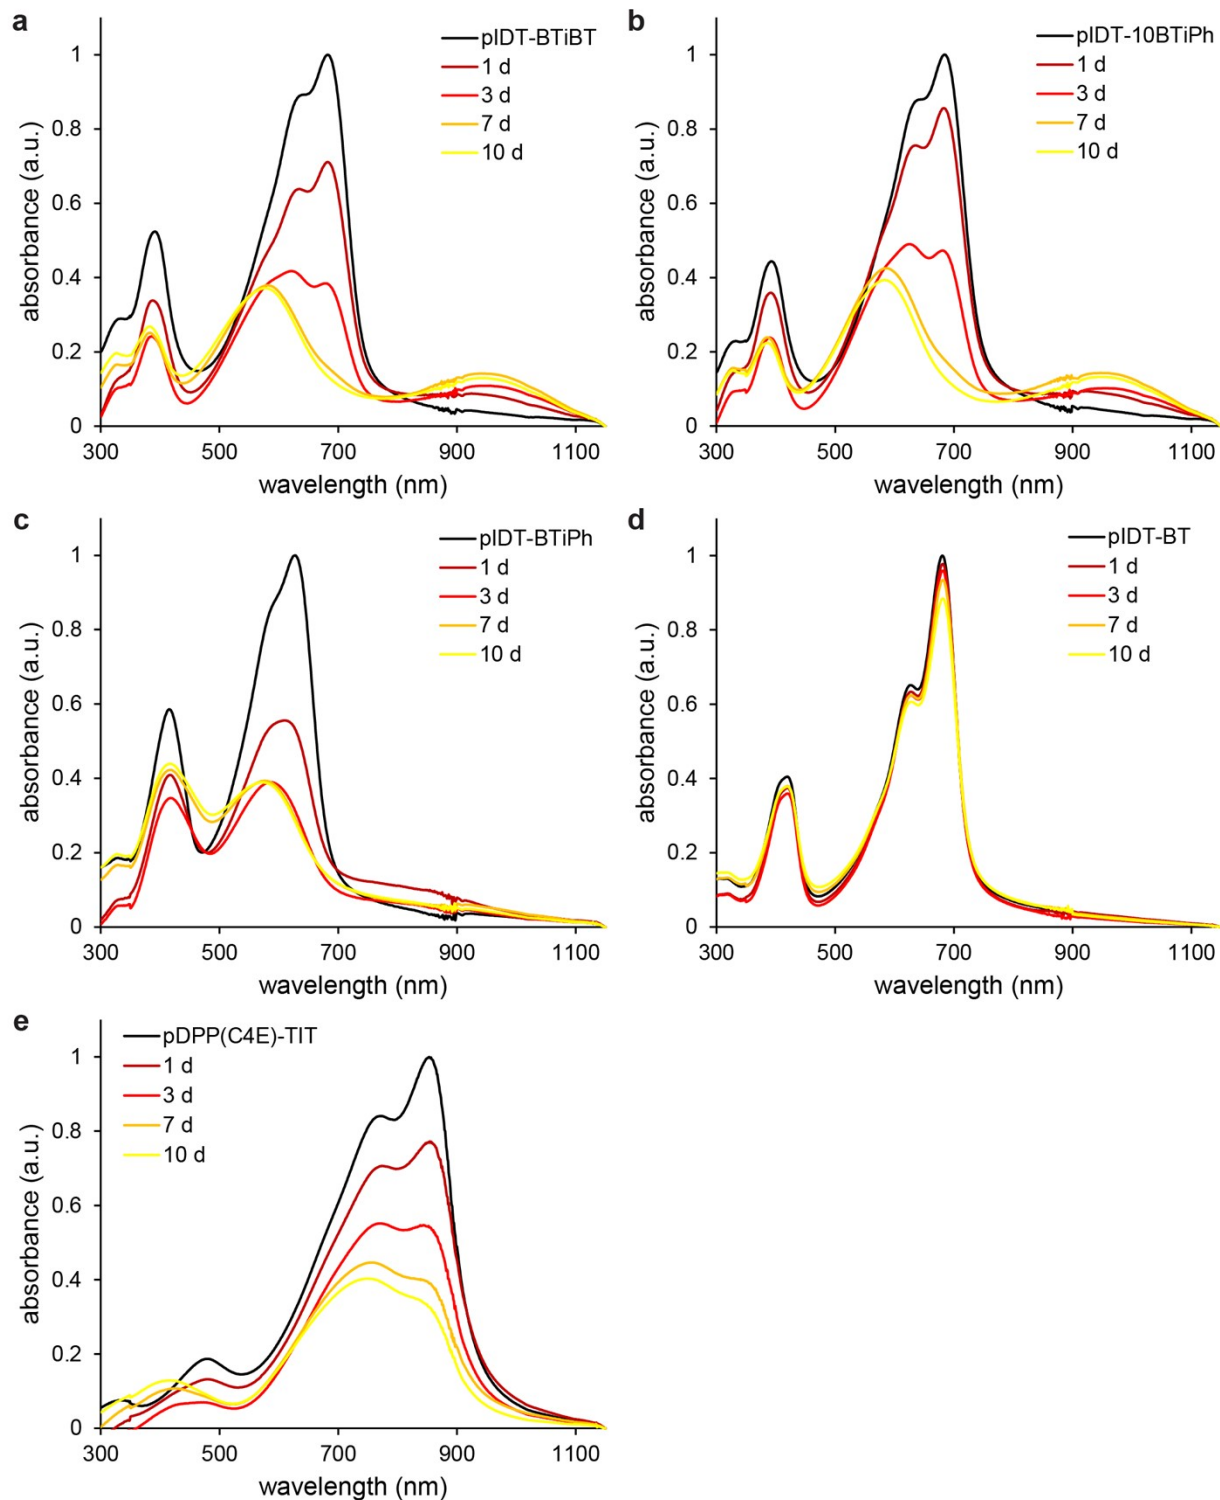 a
pIDT-BTiBT
1 d
3 d
7 d
10 d
absorbance (a.u.)
1
0.8
0.6
0.4
0.2
0
300 500 700 900 1100
wavelength (nm)
b
pIDT-10BTiPh
1 d
3 d
7 d
10 d
absorbance (a.u.)
1
0.8
0.6
0.4
0.2
0
300 500 700 900 1100
wavelength (nm)
c
pIDT-BTiPh
1 d
3 d
7 d
10 d
absorbance (a.u.)
1
0.8
0.6
0.4
0.2
0
300 500 700 900 1100
wavelength (nm)
d
pIDT-BT
1 d
3 d
7 d
10 d
absorbance (a.u.)
1
0.8
0.6
0.4
0.2
0
300 500 700 900 1100
wavelength (nm)
e
pDPP(C4E)-TIT
1 d
3 d
7 d
10 d
absorbance (a.u.)
1
0.8
0.6
0.4
0.2
0
300 500 700 900 1100
wavelength (nm)